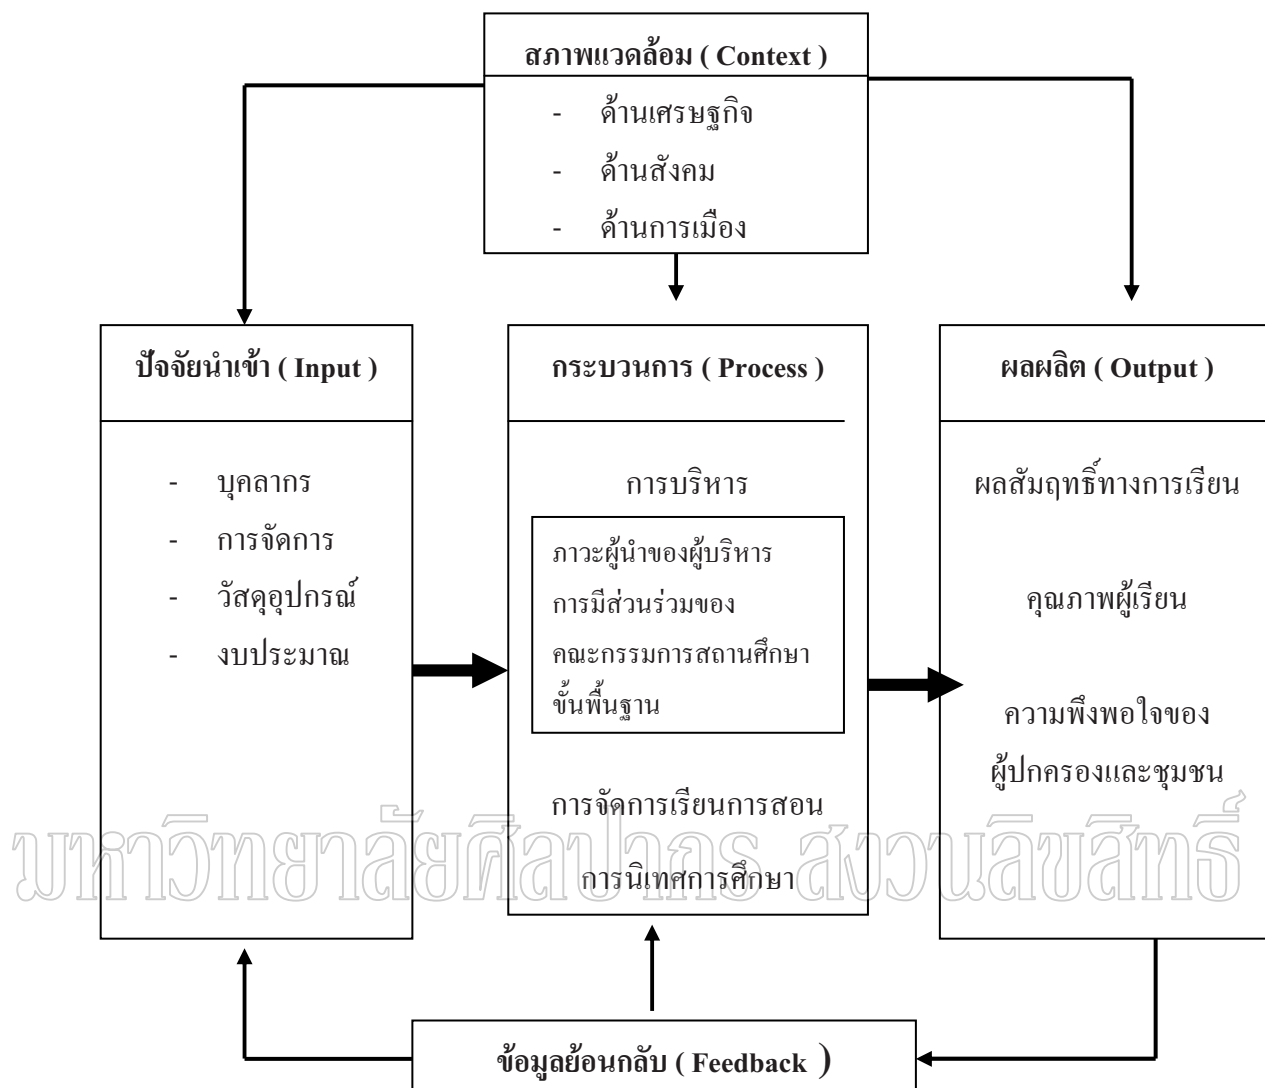 สภาพแวดล้อม ( Context )
- ด้านเศรษฐกิจ
- ด้านสังคม
- ด้านการเมือง
ปัจจัยนำเข้า ( Input )
- บุคลากร
- การจัดการ
- วัสดุอุปกรณ์
- งบประมาณ
กระบวนการ ( Process )
การบริหาร
ภาวะผู้นำของผู้บริหาร
การมีส่วนร่วมของ
คณะกรรมการสถานศึกษา
ขั้นพื้นฐาน
การจัดการเรียนการสอน
การนิเทศการศึกษา
ผลผลิต ( Output )
ผลสัมฤทธิ์ทางการเรียน
คุณภาพผู้เรียน
ความพึงพอใจของ
ผู้ปกครองและชุมชน
มหาวิทยาลัยศิลปากร สงวนลิขสิทธิ์
ข้อมูลย้อนกลับ ( Feedback )